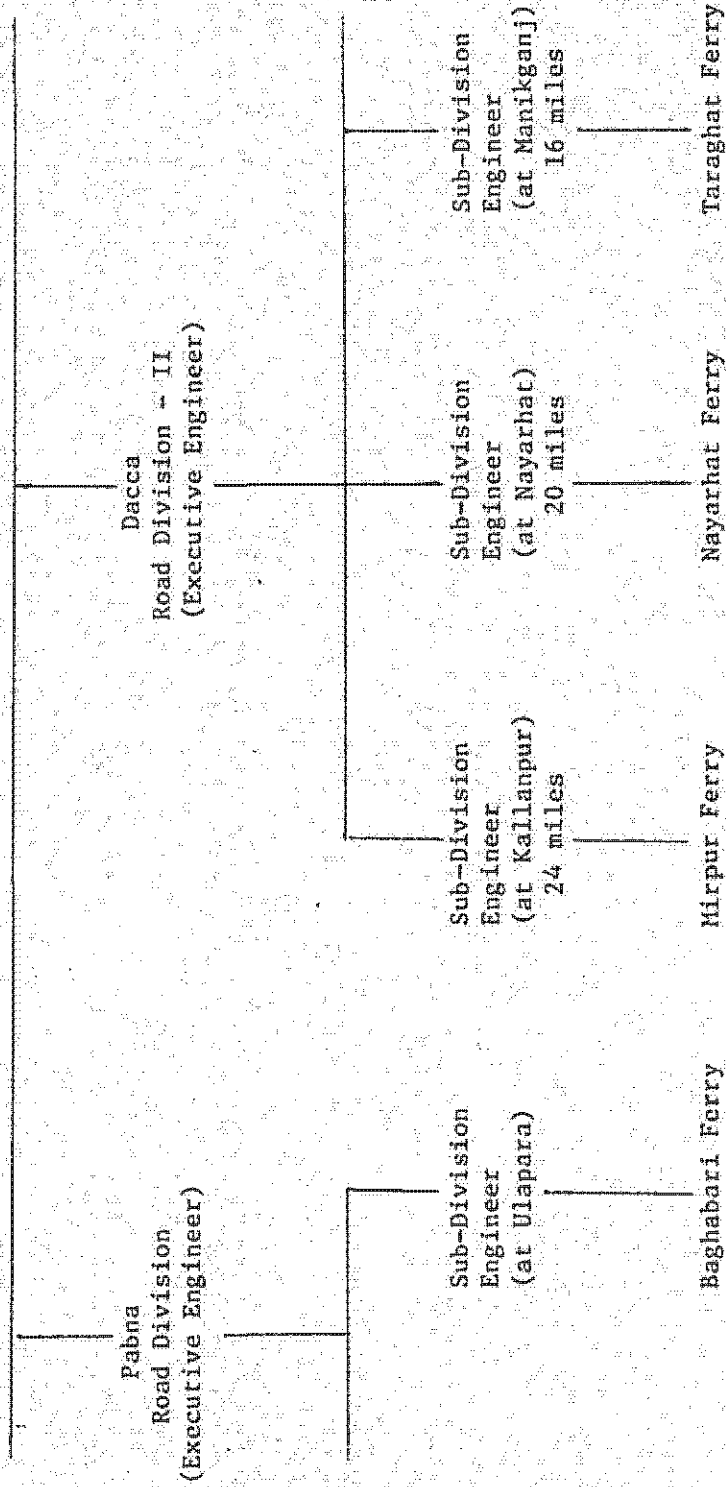 Pabna
Road Division
(Executive Engineer)
Dacca
Road Division - II
(Executive Engineer)
Sub-Division
Engineer
(at Ulapara)
Sub-Division
Engineer
(at Kallanpur)
24 miles
Sub-Division
Engineer
(at Nayarhat)
20 miles
Sub-Division
Engineer
(at Manikganj)
16 miles
Baghabari Ferry
Mirpur Ferry
Nayarhat Ferry
Taraghat Ferry